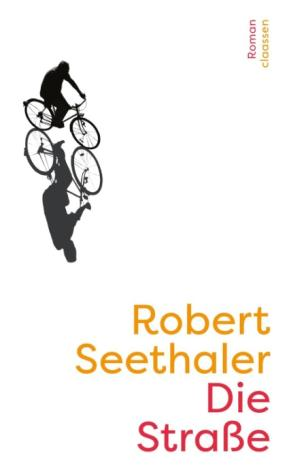 Roman
claassen
Robert
Seethaler
Die
Straße